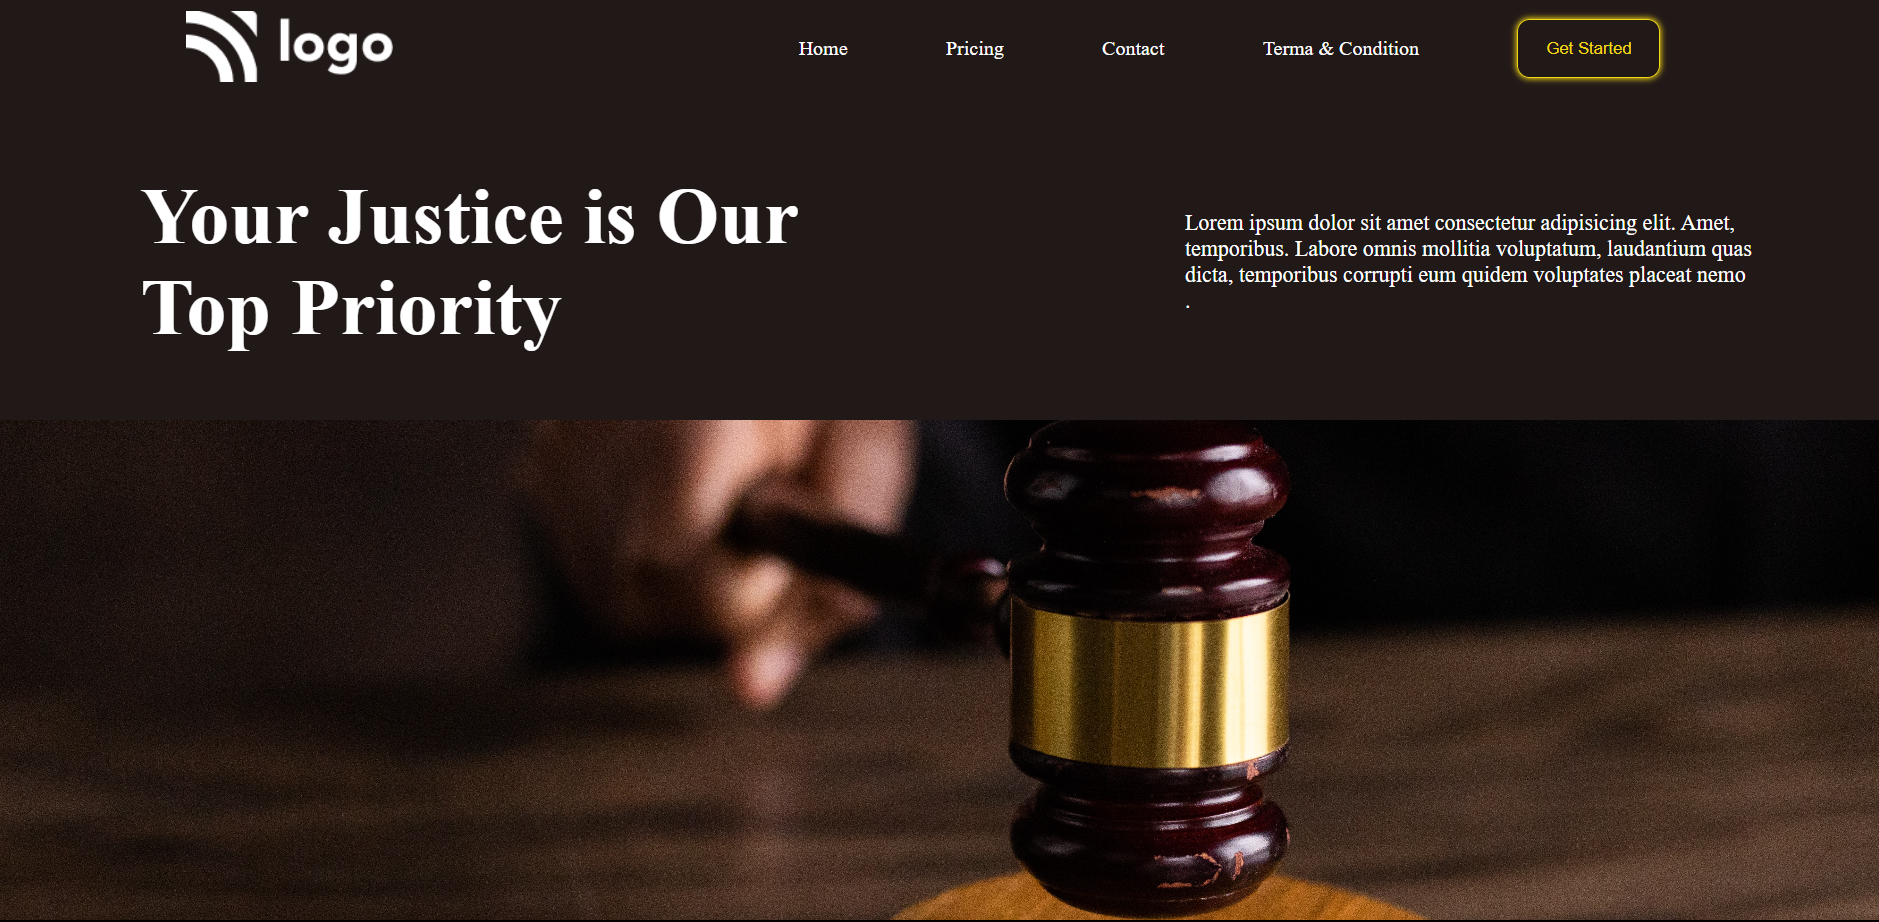 logo
Home
Pricing
Contact
Terma & Condition
Get Started
Your Justice is Our
Top Priority
Lorem ipsum dolor sit amet consectetur adipisicing elit. Amet,
temporibus. Labore omnis mollitia voluptatum, laudantium quas
dicta, temporibus corrupti eum quidem voluptates placeat nemo
.